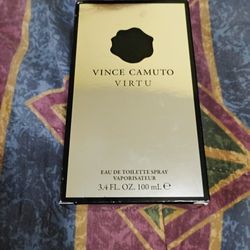 VINCE CAMUTO
VIRTU
EAU DE TOILETTE SPRAY
VAPORISATEUR
3.4 FL. OZ. 100 mL ℮